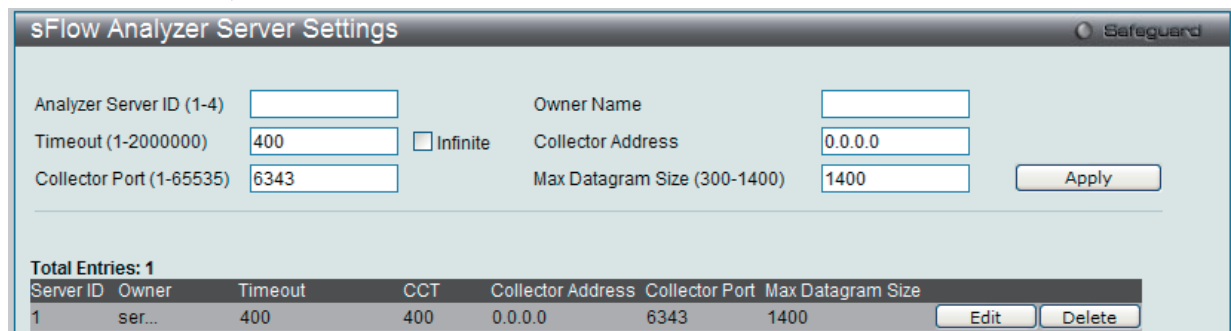 sFlow Analyzer Server Settings Safeguard
Analyzer Server ID (1-4) Owner Name
Timeout (1-2000000) 400 Infinite Collector Address 0.0.0.0
Collector Port (1-65535) 6343 Max Datagram Size (300-1400) 1400 Apply
Total Entries: 1
Server ID Owner Timeout CCT Collector Address Collector Port Max Datagram Size
1 ser... 400 400 0.0.0.0 6343 1400 Edit Delete